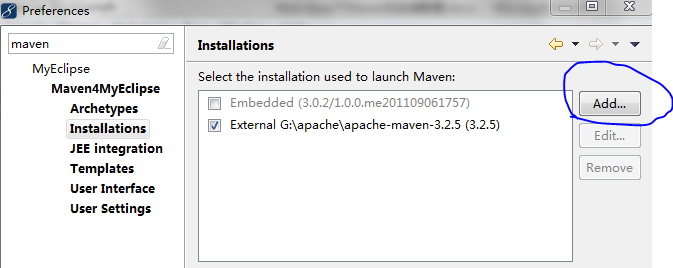 Preferences
maven
Installations
MyEclipse
Maven4MyEclipse
Archetypes
Installations
JEE integration
Templates
User Interface
User Settings
Select the installation used to launch Maven:
Embedded (3.0.2/1.0.0.me201109061757)
External G:\apache\apache-maven-3.2.5 (3.2.5)
Add...
Edit...
Remove